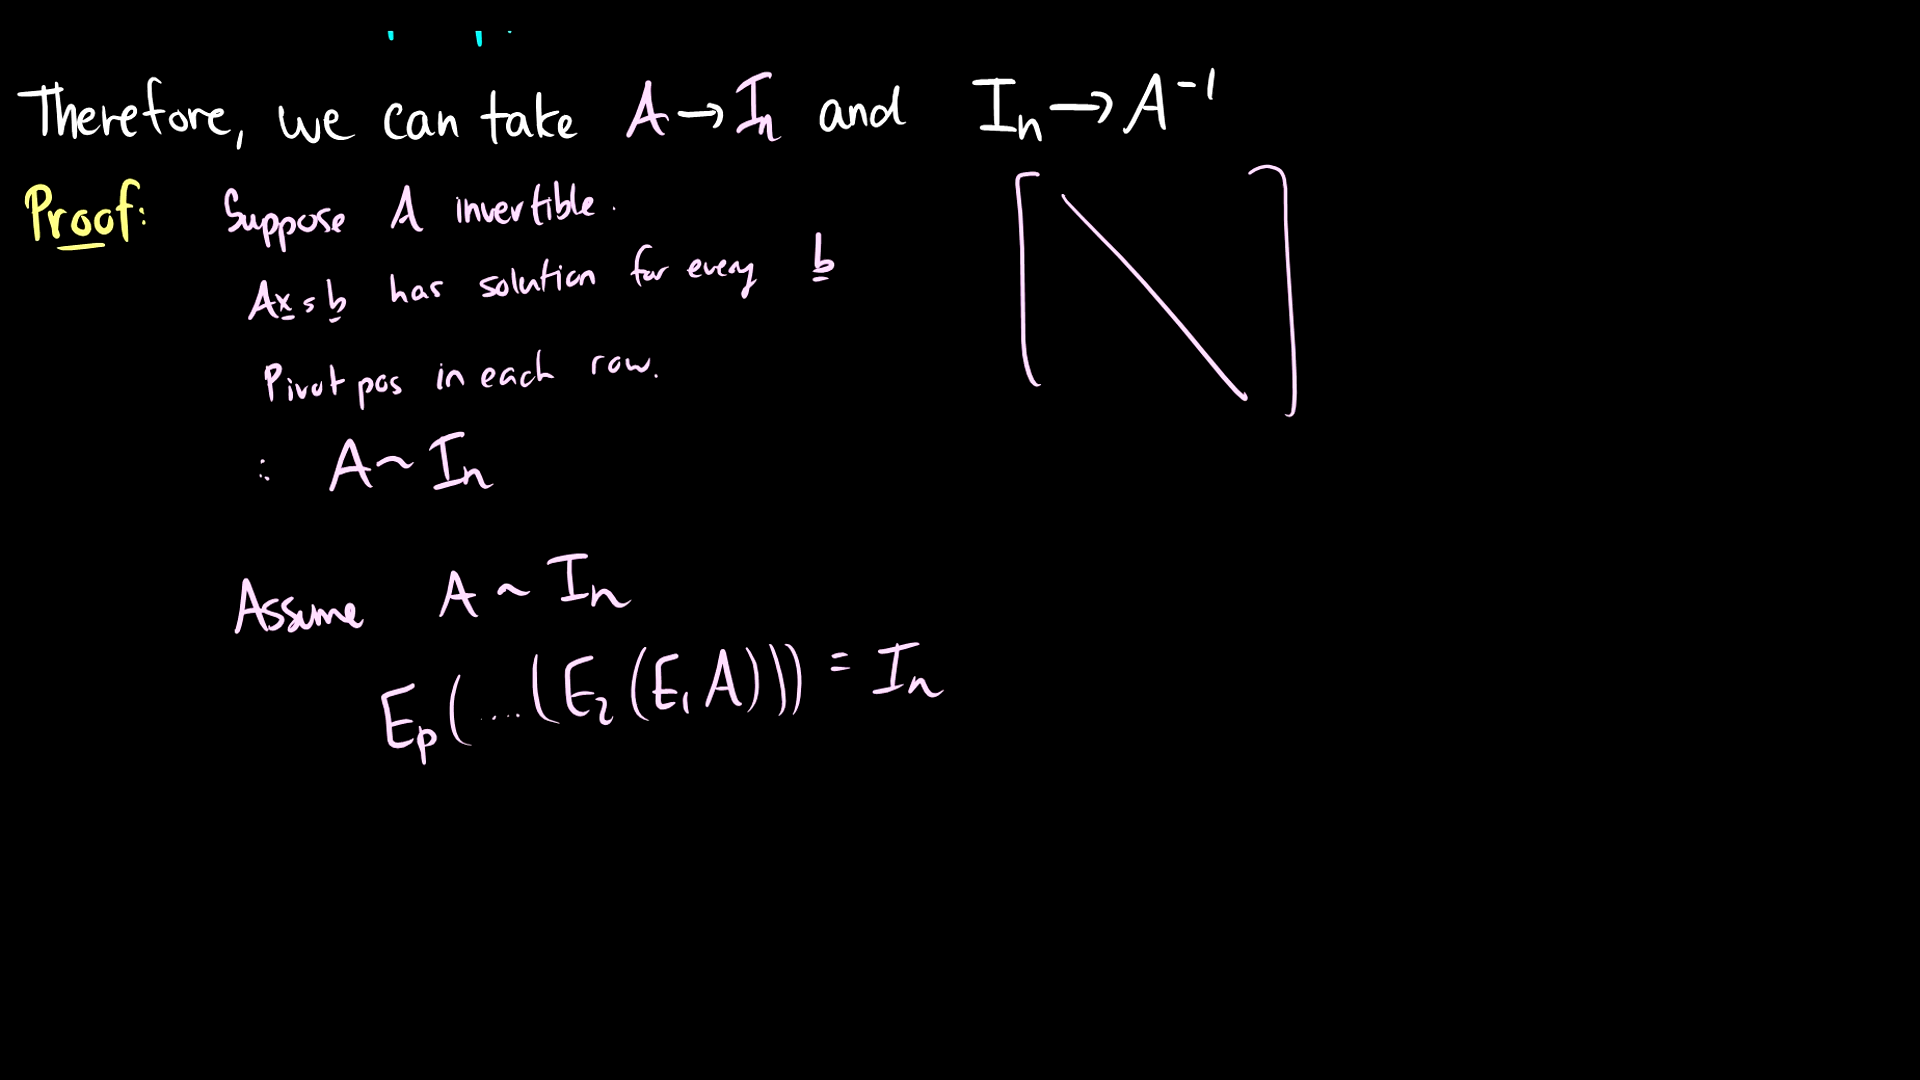 Therefore, we can take A → Iₙ and Iₙ → A⁻¹
Proof: Suppose A invertible.
Ax = b has solution for every b
Pivot pos in each row.
∴ A ~ Iₙ
Assume A ~ Iₙ
Eₚ(...(E₂(E₁A))) = Iₙ